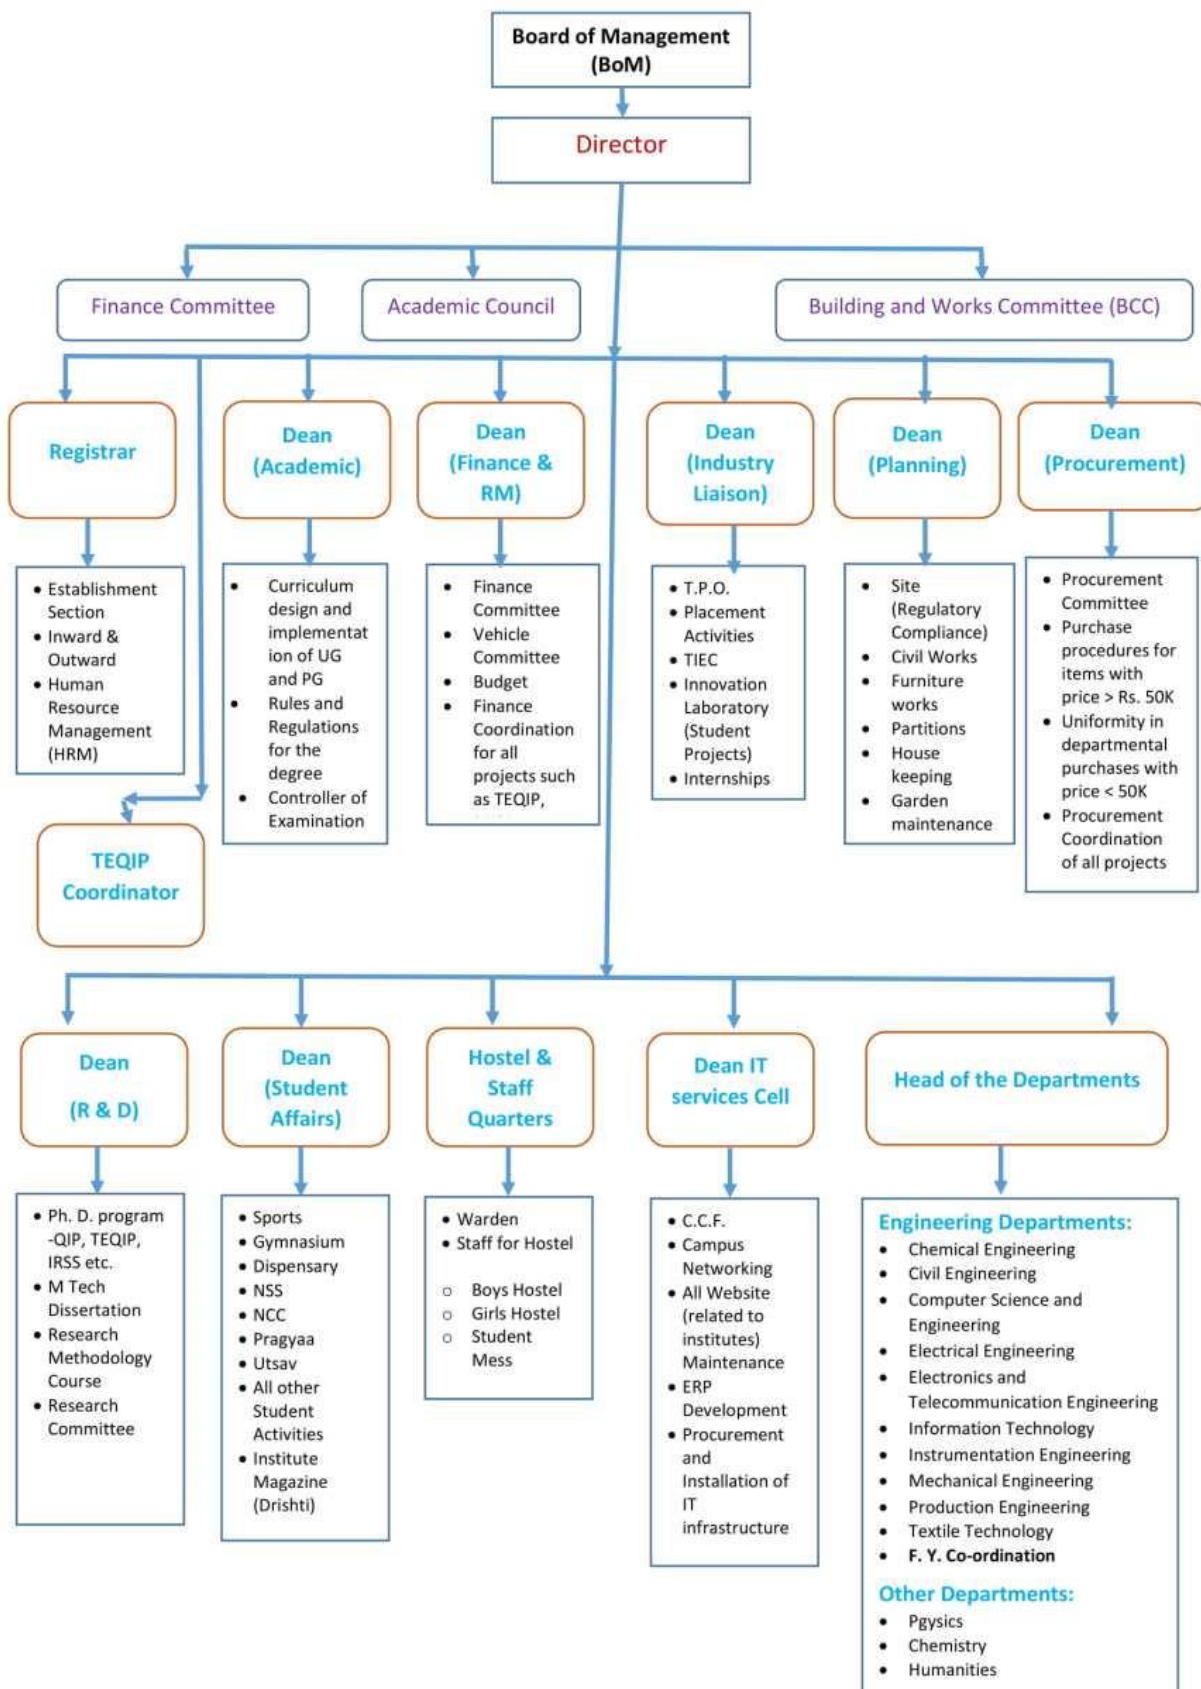 Board of Management
(BoM)
Director
Finance Committee
Academic Council
Building and Works Committee (BCC)
Registrar
Dean
(Academic)
Dean
(Finance &
RM)
Dean
(Industry
Liaison)
Dean
(Planning)
Dean
(Procurement)
• Establishment
Section
• Inward &
Outward
• Human
Resource
Management
(HRM)
• Curriculum
design and
implementat
ion of UG
and PG
• Rules and
Regulations
for the
degree
• Controller of
Examination
• Finance
Committee
• Vehicle
Committee
• Budget
• Finance
Coordination
for all
projects such
as TEQIP,
• T.P.O.
• Placement
Activities
• TIEC
• Innovation
Laboratory
(Student
Projects)
• Internships
• Site
(Regulatory
Compliance)
• Civil Works
• Furniture
works
• Partitions
• House
keeping
• Garden
maintenance
• Procurement
Committee
• Purchase
procedures for
items with
price > Rs. 50K
• Uniformity in
departmental
purchases with
price < 50K
• Procurement
Coordination
of all projects
TEQIP
Coordinator
Dean
(R & D)
Dean
(Student
Affairs)
Hostel &
Staff
Quarters
Dean IT
services Cell
Head of the Departments
• Ph. D. program
-QIP, TEQIP,
IRSS etc.
• M Tech
Dissertation
• Research
Methodology
Course
• Research
Committee
• Sports
• Gymnasium
• Dispensary
• NSS
• NCC
• Pragyaa
• Utsav
• All other
Student
Activities
• Institute
Magazine
(Drishti)
• Warden
• Staff for Hostel
○ Boys Hostel
○ Girls Hostel
○ Student
Mess
• C.C.F.
• Campus
Networking
• All Website
(related to
institutes)
Maintenance
• ERP
Development
• Procurement
and
Installation of
IT
infrastructure
Engineering Departments:
• Chemical Engineering
• Civil Engineering
• Computer Science and
Engineering
• Electrical Engineering
• Electronics and
Telecommunication Engineering
• Information Technology
• Instrumentation Engineering
• Mechanical Engineering
• Production Engineering
• Textile Technology
• F. Y. Co-ordination
Other Departments:
• Pgysics
• Chemistry
• Humanities